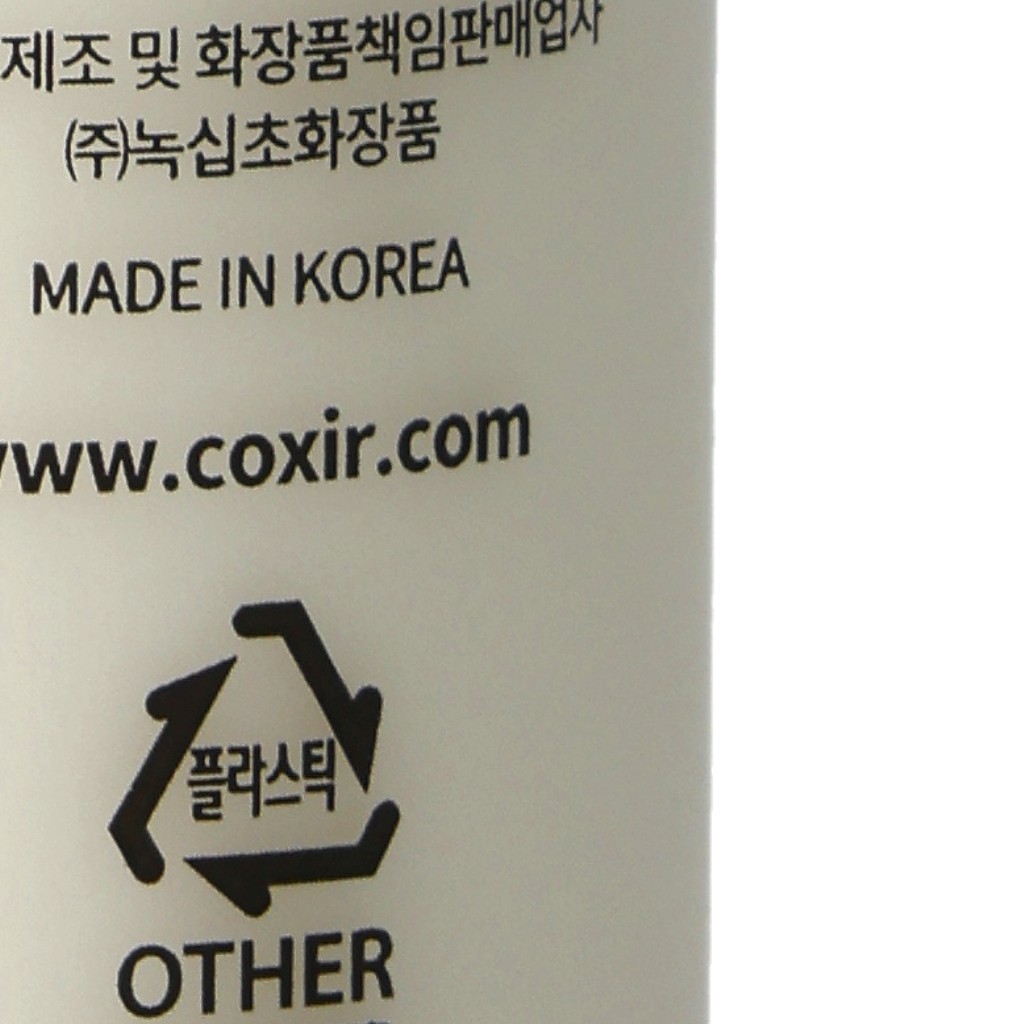 제조 및 화장품책임판매업자
㈜녹십초화장품
MADE IN KOREA
www.coxir.com
플라스틱
OTHER